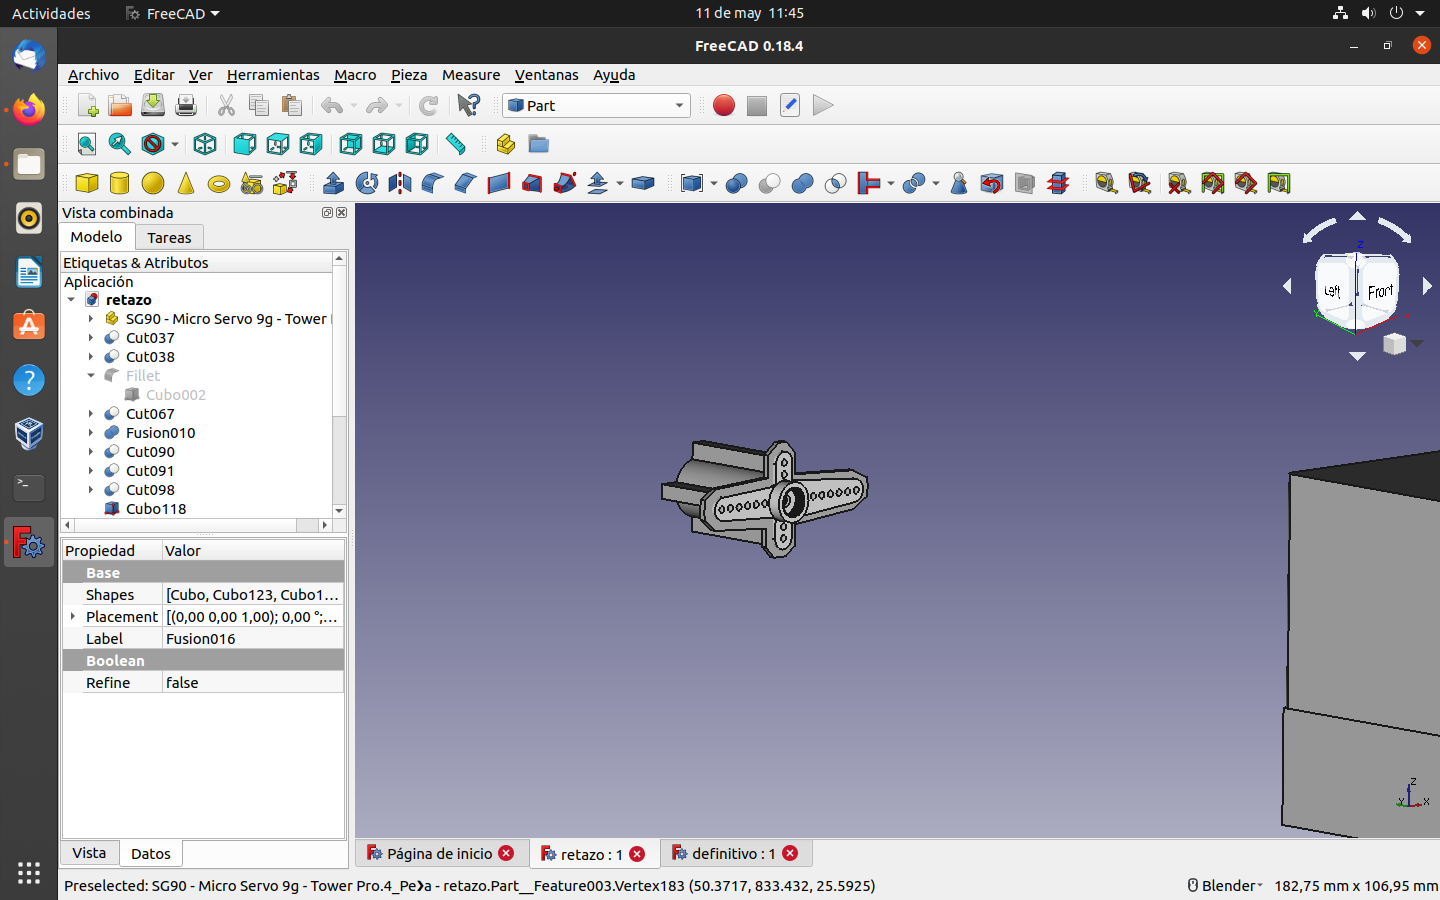 Actividades
FreeCAD
11 de may 11:45
FreeCAD 0.18.4
Archivo Editar Ver Herramientas Macro Pieza Measure Ventanas Ayuda
Part
Vista combinada
Modelo Tareas
Etiquetas & Atributos
Aplicación
retazo
SG90 - Micro Servo 9g - Tower
Cut037
Cut038
Fillet
Cubo002
Cut067
Fusion010
Cut090
Cut091
Cut098
Cubo118
Propiedad Valor
Base
Shapes [Cubo, Cubo123, Cubo1...
Placement [(0,00 0,00 1,00); 0,00 °;...
Label Fusion016
Boolean
Refine false
Vista Datos
Z
Left Front
Z
Y X
Página de inicio
retazo : 1
definitivo : 1
Preselected: SG90 - Micro Servo 9g - Tower Pro.4_Pe❯a - retazo.Part__Feature003.Vertex183 (50.3717, 833.432, 25.5925)
Blender
182,75 mm x 106,95 mm